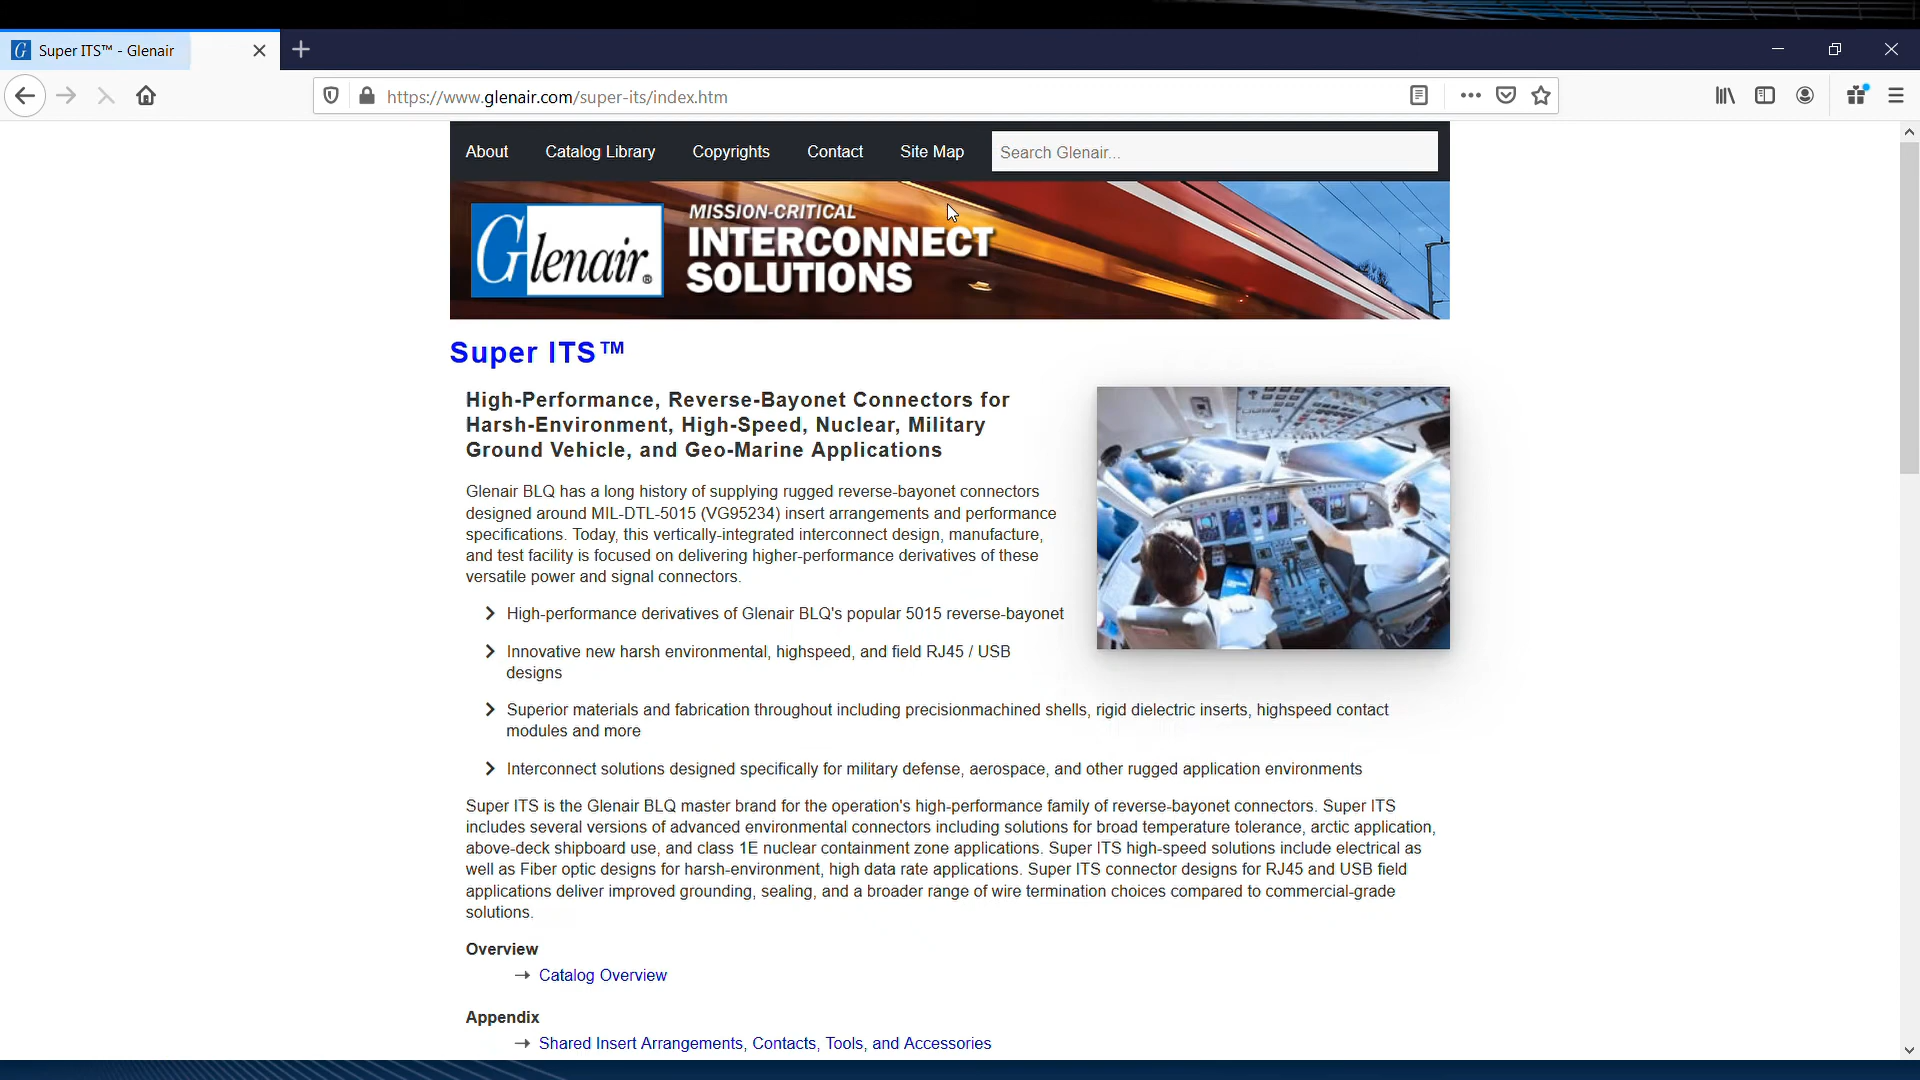 Super ITS™ - Glenair
https://www.glenair.com/super-its/index.htm
About Catalog Library Copyrights Contact Site Map Search Glenair...
Glenair®
MISSION-CRITICAL
INTERCONNECT
SOLUTIONS
Super ITS™
High-Performance, Reverse-Bayonet Connectors for
Harsh-Environment, High-Speed, Nuclear, Military
Ground Vehicle, and Geo-Marine Applications
Glenair BLQ has a long history of supplying rugged reverse-bayonet connectors
designed around MIL-DTL-5015 (VG95234) insert arrangements and performance
specifications. Today, this vertically-integrated interconnect design, manufacture,
and test facility is focused on delivering higher-performance derivatives of these
versatile power and signal connectors.
High-performance derivatives of Glenair BLQ's popular 5015 reverse-bayonet
Innovative new harsh environmental, highspeed, and field RJ45 / USB
designs
Superior materials and fabrication throughout including precisionmachined shells, rigid dielectric inserts, highspeed contact
modules and more
Interconnect solutions designed specifically for military defense, aerospace, and other rugged application environments
Super ITS is the Glenair BLQ master brand for the operation's high-performance family of reverse-bayonet connectors. Super ITS
includes several versions of advanced environmental connectors including solutions for broad temperature tolerance, arctic application,
above-deck shipboard use, and class 1E nuclear containment zone applications. Super ITS high-speed solutions include electrical as
well as Fiber optic designs for harsh-environment, high data rate applications. Super ITS connector designs for RJ45 and USB field
applications deliver improved grounding, sealing, and a broader range of wire termination choices compared to commercial-grade
solutions.
Overview
→ Catalog Overview
Appendix
→ Shared Insert Arrangements, Contacts, Tools, and Accessories